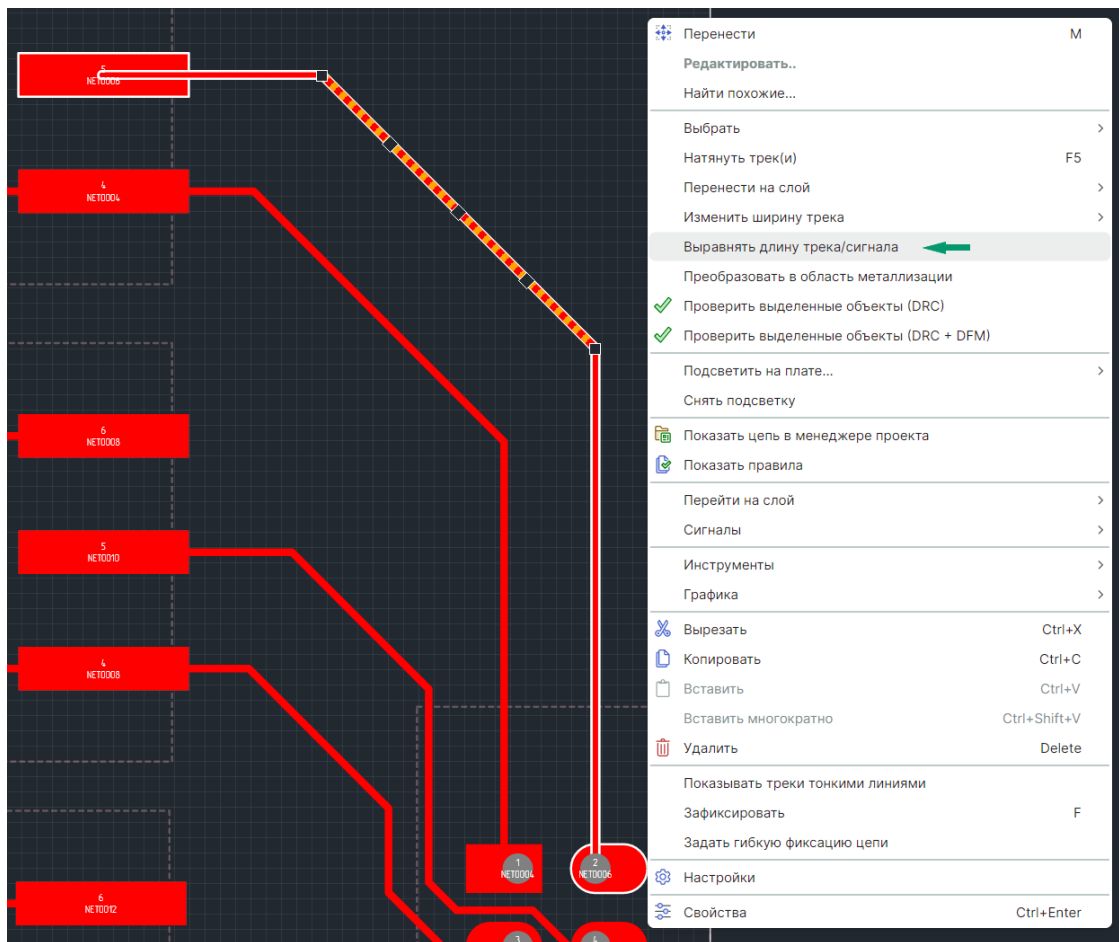 5
NET0006
4
NET0004
6
NET0008
5
NET0010
4
NET0008
6
NET0012
1
NET0004
2
NET0006
3
4
Перенести M
Редактировать..
Найти похожие...
Выбрать
Натянуть трек(и) F5
Перенести на слой
Изменить ширину трека
Выравнять длину трека/сигнала
Преобразовать в область металлизации
Проверить выделенные объекты (DRC)
Проверить выделенные объекты (DRC + DFM)
Подсветить на плате...
Снять подсветку
Показать цепь в менеджере проекта
Показать правила
Перейти на слой
Сигналы
Инструменты
Графика
Вырезать Ctrl+X
Копировать Ctrl+C
Вставить Ctrl+V
Вставить многократно Ctrl+Shift+V
Удалить Delete
Показывать треки тонкими линиями
Зафиксировать F
Задать гибкую фиксацию цепи
Настройки
Свойства Ctrl+Enter